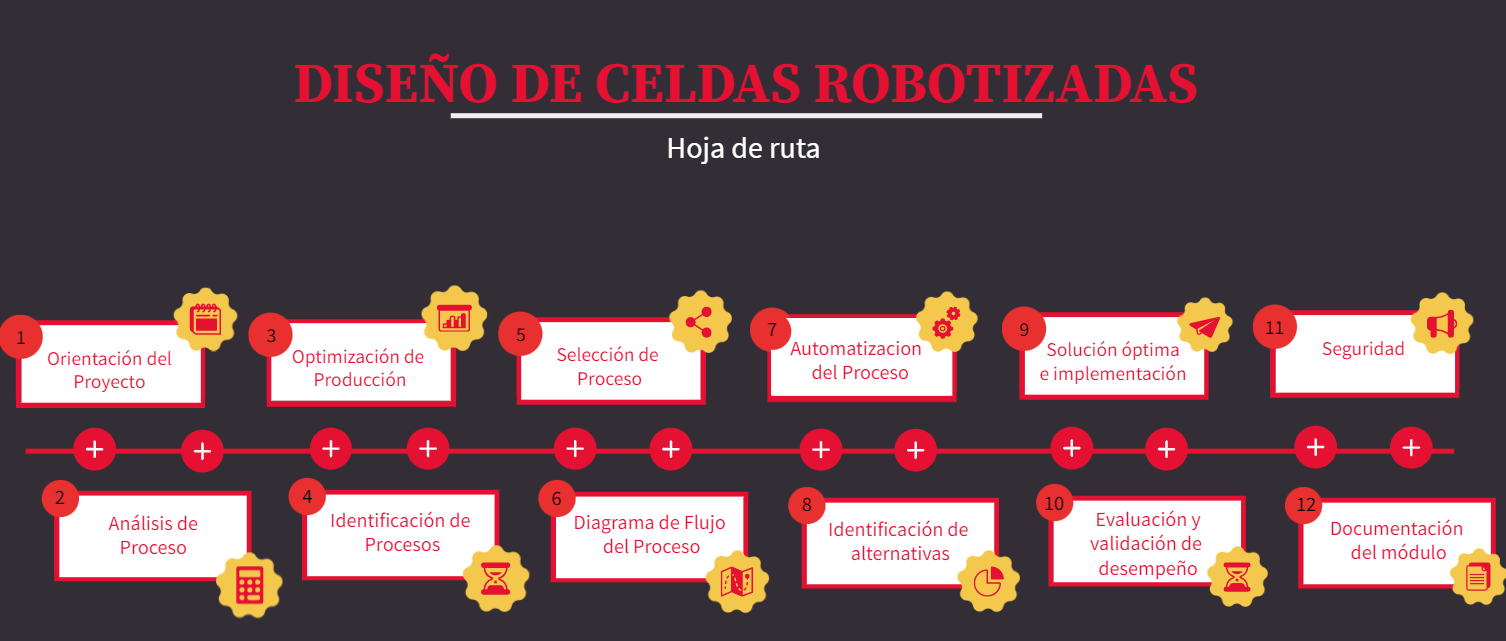 DISEÑO DE CELDAS ROBOTIZADAS
Hoja de ruta
1
Orientación del
Proyecto
2
Análisis de
Proceso
3
Optimización de
Producción
4
Identificación de
Procesos
5
Selección de
Proceso
6
Diagrama de Flujo
del Proceso
7
Automatizacion
del Proceso
8
Identificación de
alternativas
9
Solución óptima
e implementación
10
Evaluación y
validación de
desempeño
11
Seguridad
12
Documentación
del módulo